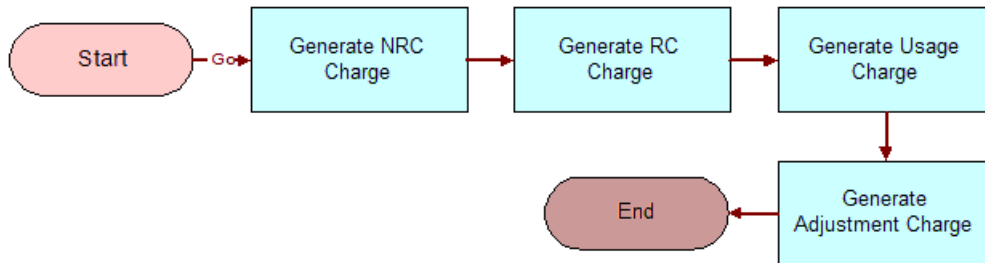 Start
Go
Generate NRC
Charge
Generate RC
Charge
Generate Usage
Charge
Generate
Adjustment Charge
End